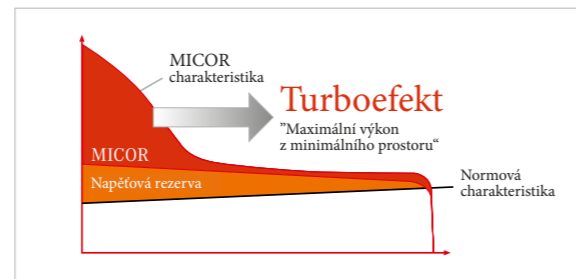 MICOR
charakteristika
Turboefekt
”Maximální výkon
z minimálního prostoru“
MICOR
Napěťová rezerva
Normová
charakteristika